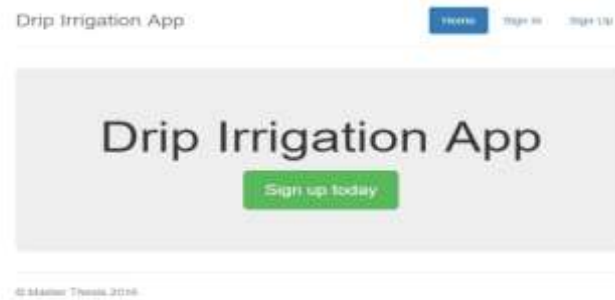 Drip Irrigation App
Home Sign In Sign Up
Drip Irrigation App
Sign up today
© Master Thesis 2016